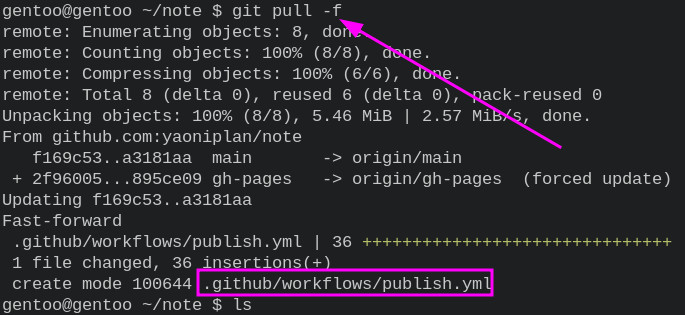 gentoo@gentoo ~/note $ git pull -f
remote: Enumerating objects: 8, done
remote: Counting objects: 100% (8/8), done.
remote: Compressing objects: 100% (6/6), done.
remote: Total 8 (delta 0), reused 6 (delta 0), pack-reused 0
Unpacking objects: 100% (8/8), 5.46 MiB | 2.57 MiB/s, done.
From github.com:yaoniplan/note
   f169c53..a3181aa  main       -> origin/main
 + 2f96005...895ce09 gh-pages   -> origin/gh-pages  (forced update)
Updating f169c53..a3181aa
Fast-forward
 .github/workflows/publish.yml | 36 +++++++++++++++++++++++++++++++
 1 file changed, 36 insertions(+)
 create mode 100644 .github/workflows/publish.yml
gentoo@gentoo ~/note $ ls